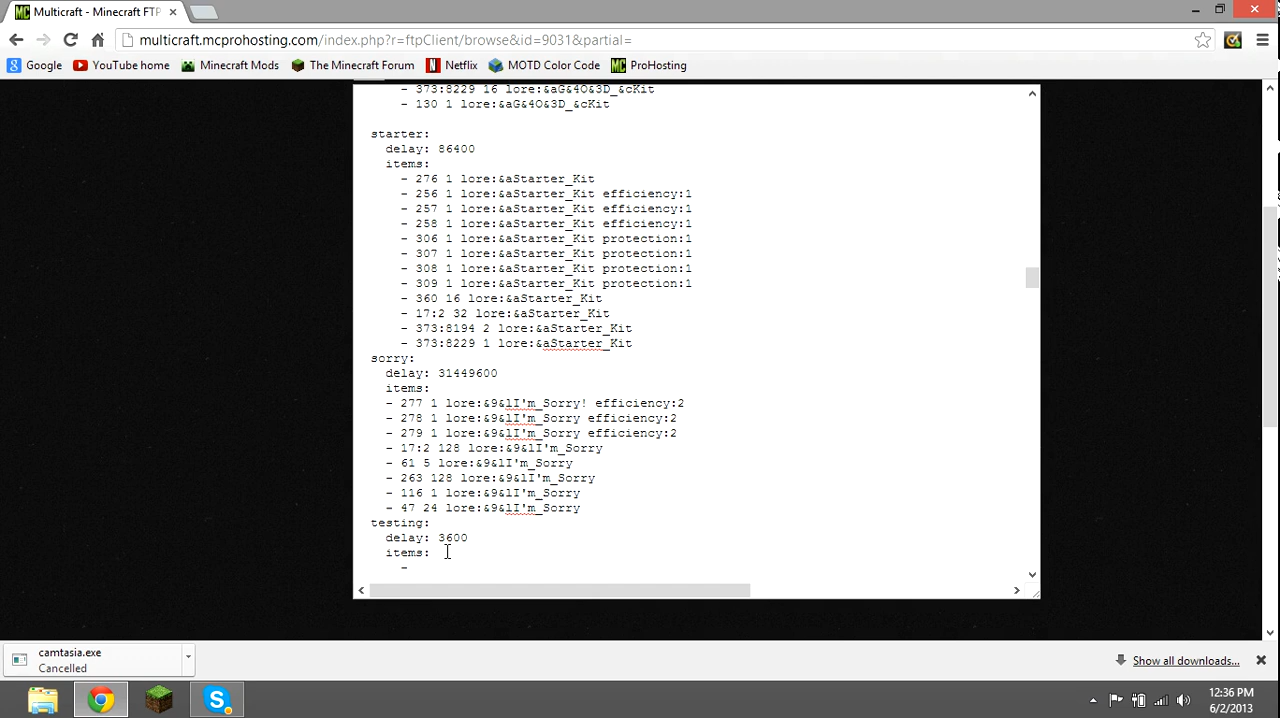 Multicraft - Minecraft FTP
multicraft.mcprohosting.com/index.php?r=ftpClient/browse&id=9031&partial=
Google YouTube home Minecraft Mods The Minecraft Forum Netflix MOTD Color Code ProHosting
- 373:8229 16 lore:&aG&4O&3D_&cKit
- 130 1 lore:&aG&4O&3D_&cKit
starter:
delay: 86400
items:
- 276 1 lore:&aStarter_Kit
- 256 1 lore:&aStarter_Kit efficiency:1
- 257 1 lore:&aStarter_Kit efficiency:1
- 258 1 lore:&aStarter_Kit efficiency:1
- 306 1 lore:&aStarter_Kit protection:1
- 307 1 lore:&aStarter_Kit protection:1
- 308 1 lore:&aStarter_Kit protection:1
- 309 1 lore:&aStarter_Kit protection:1
- 360 16 lore:&aStarter_Kit
- 17:2 32 lore:&aStarter_Kit
- 373:8194 2 lore:&aStarter_Kit
- 373:8229 1 lore:&aStarter_Kit
sorry:
delay: 31449600
items:
- 277 1 lore:&9&lI'm_Sorry! efficiency:2
- 278 1 lore:&9&lI'm_Sorry efficiency:2
- 279 1 lore:&9&lI'm_Sorry efficiency:2
- 17:2 128 lore:&9&lI'm_Sorry
- 61 5 lore:&9&lI'm_Sorry
- 263 128 lore:&9&lI'm_Sorry
- 116 1 lore:&9&lI'm_Sorry
- 47 24 lore:&9&lI'm_Sorry
testing:
delay: 3600
items:
-
camtasia.exe
Cancelled
Show all downloads...
12:36 PM
6/2/2013